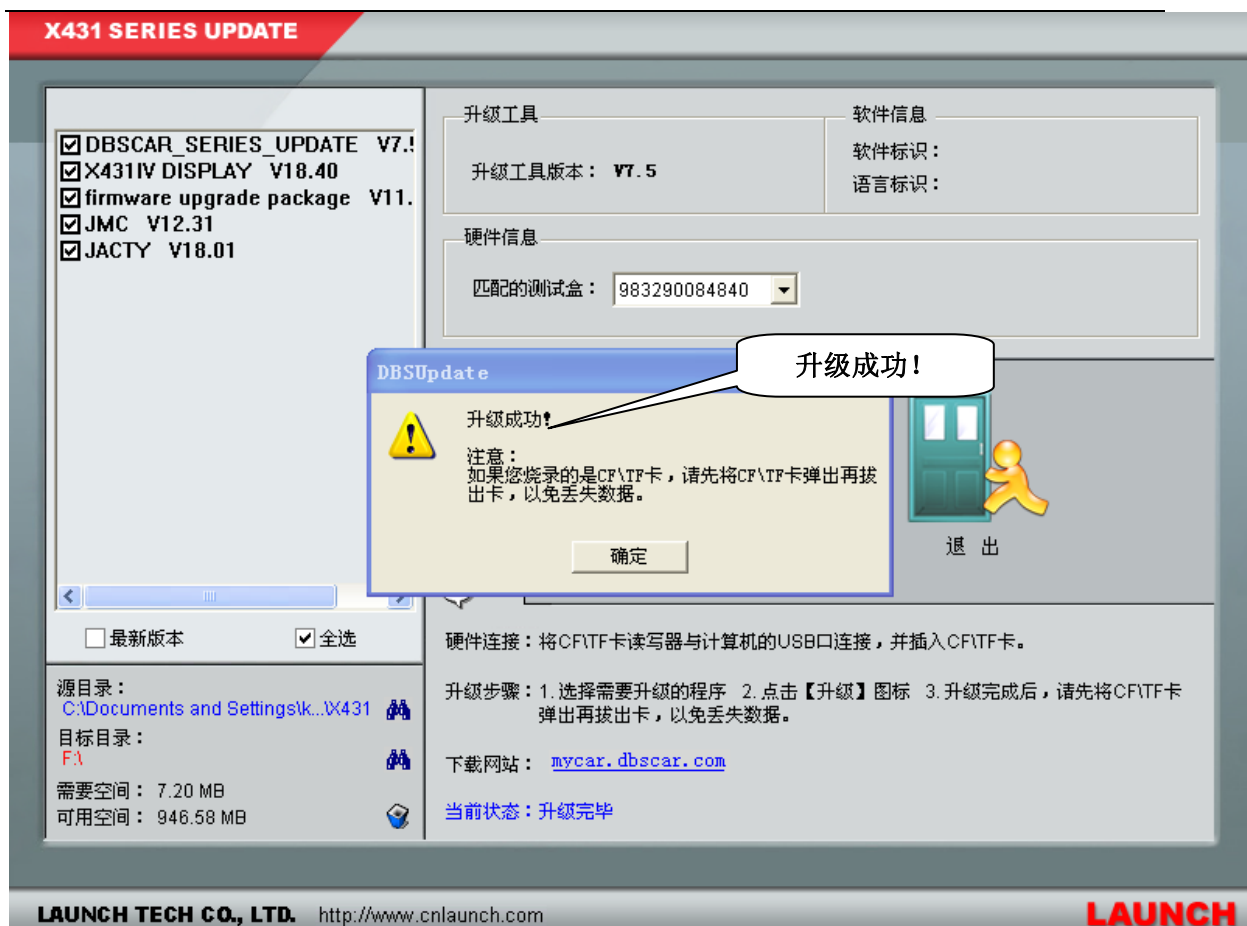 X431 SERIES UPDATE
DBSCAR_SERIES_UPDATE V7.
X431IV DISPLAY V18.40
firmware upgrade package V11.
JMC V12.31
JACTY V18.01
最新版本
全选
源目录：
C:\Documents and Settings\k...\X431
目标目录：
F:\
需要空间： 7.20 MB
可用空间： 946.58 MB
升级工具
升级工具版本： V7.5
软件信息
软件标识：
语言标识：
硬件信息
匹配的测试盒： 983290084840
DBSUpdate
升级成功！
升级成功!
注意：
如果您烧录的是CF\TF卡，请先将CF\TF卡弹出再拔
出卡，以免丢失数据。
确定
退 出
硬件连接：将CF\TF卡读写器与计算机的USB口连接，并插入CF\TF卡。
升级步骤：1.选择需要升级的程序 2.点击【升级】图标 3.升级完成后，请先将CF\TF卡
弹出再拔出卡，以免丢失数据。
下载网站： mycar.dbscar.com
当前状态：升级完毕
LAUNCH TECH CO., LTD. http://www.cnlaunch.com
LAUNCH